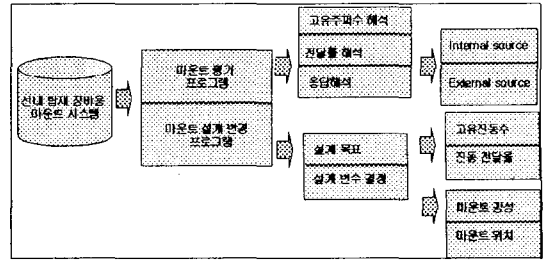 선내 탑재 장비용
마운트 시스템
마운트 평가
프로그램
마운트 설계 변경
프로그램
고유주파수 해석
전달률 해석
응답해석
Internal source
External source
설계 목표
설계 변수 결정
고유진동수
진동 전달율
마운트 강성
마운트 위치